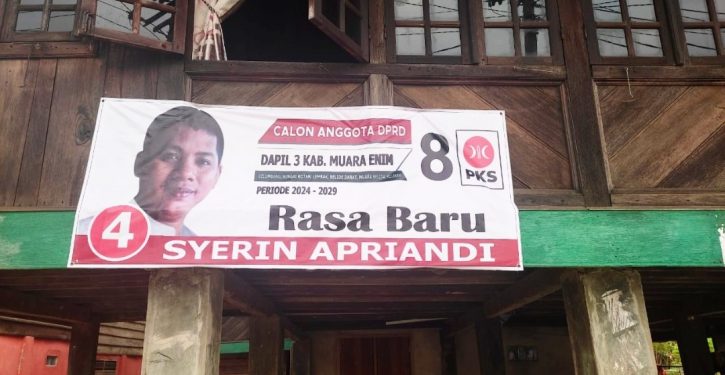 CALON ANGGOTA DPRD
DAPIL 3 KAB. MUARA ENIM
PERIODE 2024 - 2029
8
PKS
Rasa Baru
4
SYERIN APRIANDI